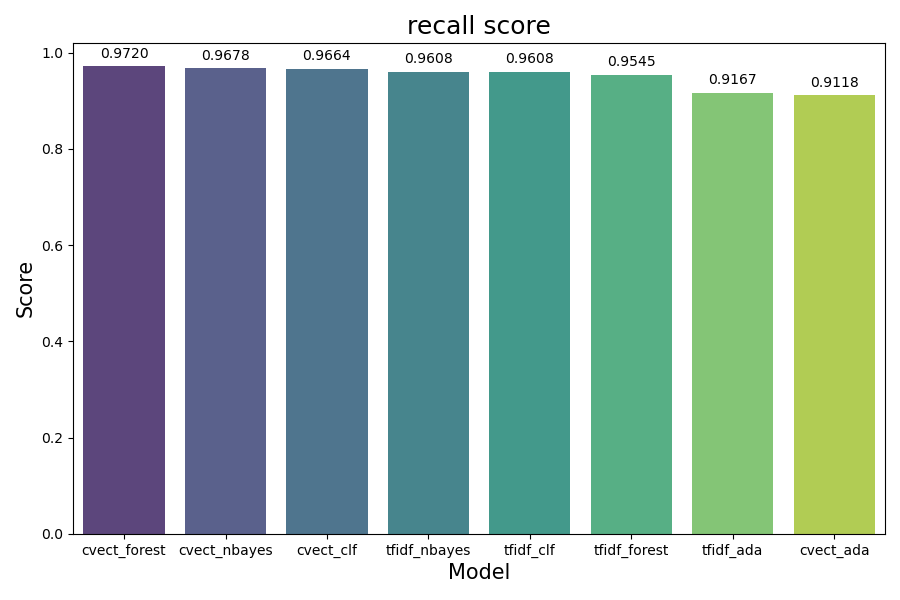 recall score
0.9720 0.9678 0.9664 0.9608 0.9608 0.9545 0.9167 0.9118
1.0
0.8
0.6
0.4
0.2
0.0
Score
cvect_forest cvect_nbayes cvect_clf tfidf_nbayes tfidf_clf tfidf_forest tfidf_ada cvect_ada
Model